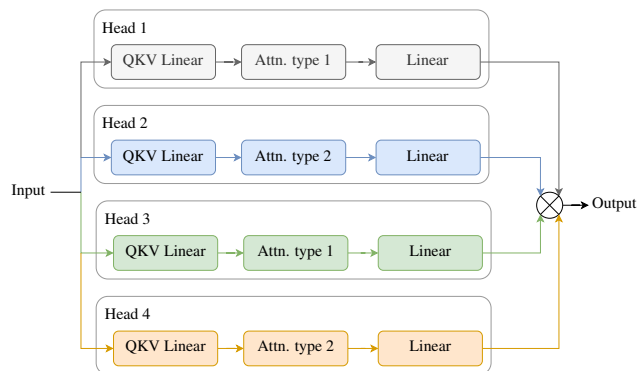 Head 1
QKV Linear
Attn. type 1
Linear
Head 2
QKV Linear
Attn. type 2
Linear
Input
Output
Head 3
QKV Linear
Attn. type 1
Linear
Head 4
QKV Linear
Attn. type 2
Linear